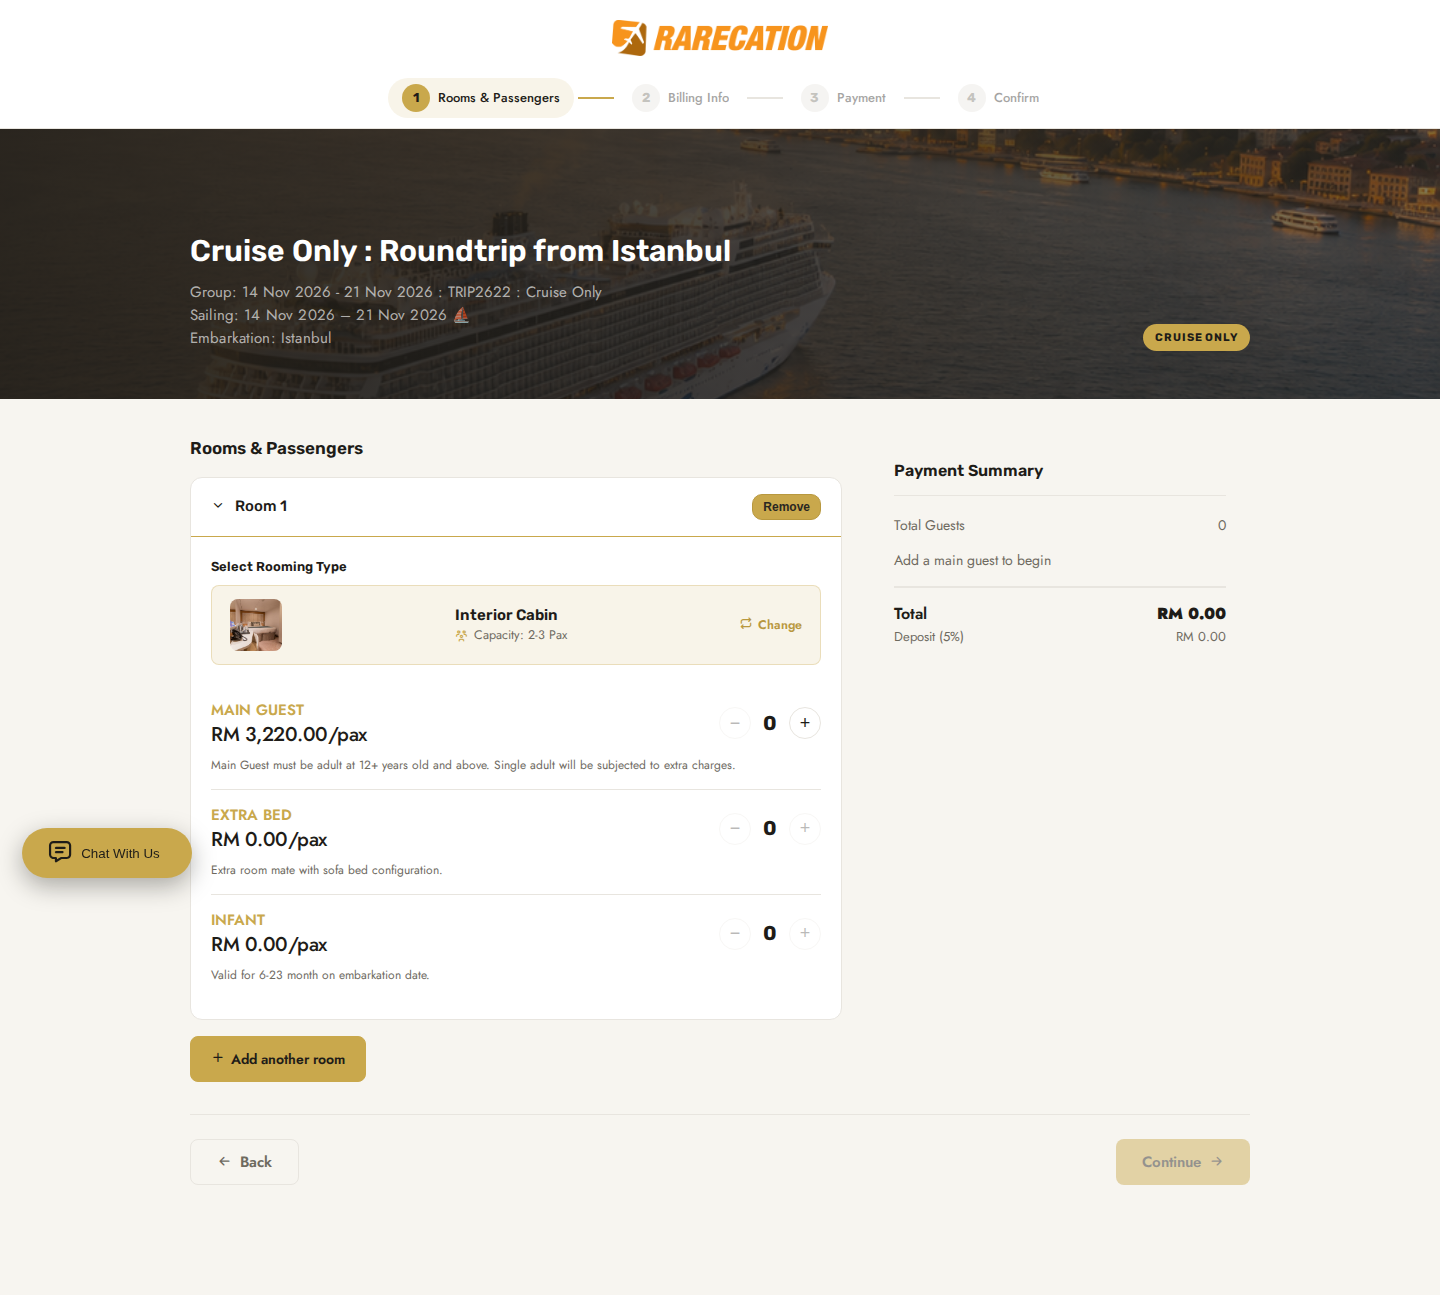 RARECATION
1 Rooms & Passengers
2 Billing Info
3 Payment
4 Confirm
Cruise Only : Roundtrip from Istanbul
Group: 14 Nov 2026 - 21 Nov 2026 : TRIP2622 : Cruise Only
Sailing: 14 Nov 2026 – 21 Nov 2026 ⛵
Embarkation: Istanbul
CRUISE ONLY
Rooms & Passengers
Room 1
Remove
Select Rooming Type
Interior Cabin
Capacity: 2-3 Pax
Change
MAIN GUEST
RM 3,220.00/pax
− 0 +
Main Guest must be adult at 12+ years old and above. Single adult will be subjected to extra charges.
EXTRA BED
RM 0.00/pax
− 0 +
Extra room mate with sofa bed configuration.
INFANT
RM 0.00/pax
− 0 +
Valid for 6-23 month on embarkation date.
+ Add another room
Payment Summary
Total Guests 0
Add a main guest to begin
Total RM 0.00
Deposit (5%) RM 0.00
Chat With Us
← Back
Continue →